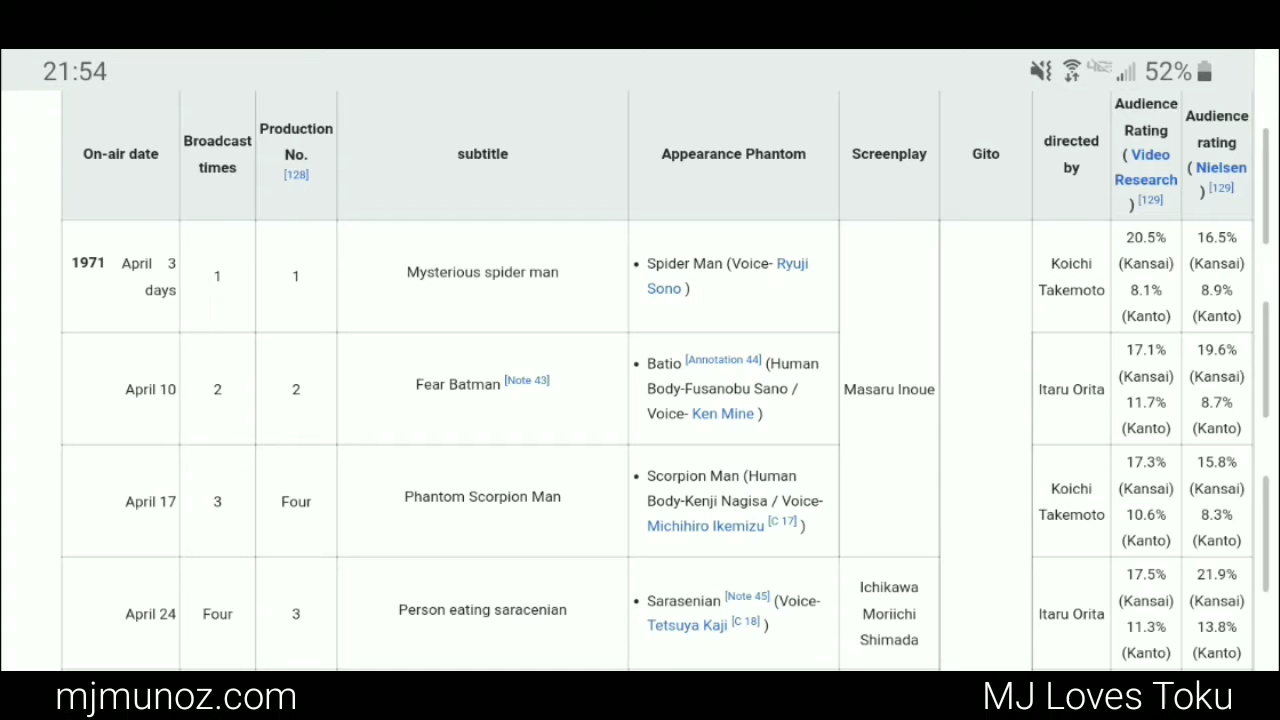 21:54
52%
On-air date
Broadcast
times
Production
No.
[128]
subtitle
Appearance Phantom
Screenplay
Gito
directed
by
Audience
Rating
( Video
Research
) [129]
Audience
rating
( Nielsen
) [129]
1971 April 3
days
1
1
Mysterious spider man
• Spider Man (Voice- Ryuji
Sono )
Koichi
Takemoto
20.5%
(Kansai)
8.1%
(Kanto)
16.5%
(Kansai)
8.9%
(Kanto)
April 10
2
2
Fear Batman [Note 43]
• Batio [Annotation 44] (Human
Body-Fusanobu Sano /
Voice- Ken Mine )
Masaru Inoue
Itaru Orita
17.1%
(Kansai)
11.7%
(Kanto)
19.6%
(Kansai)
8.7%
(Kanto)
April 17
3
Four
Phantom Scorpion Man
• Scorpion Man (Human
Body-Kenji Nagisa / Voice-
Michihiro Ikemizu [C 17] )
Koichi
Takemoto
17.3%
(Kansai)
10.6%
(Kanto)
15.8%
(Kansai)
8.3%
(Kanto)
April 24
Four
3
Person eating saracenian
• Sarasenian [Note 45] (Voice-
Tetsuya Kaji [C 18] )
Ichikawa
Moriichi
Shimada
Itaru Orita
17.5%
(Kansai)
11.3%
(Kanto)
21.9%
(Kansai)
13.8%
(Kanto)
mjmunoz.com
MJ Loves Toku